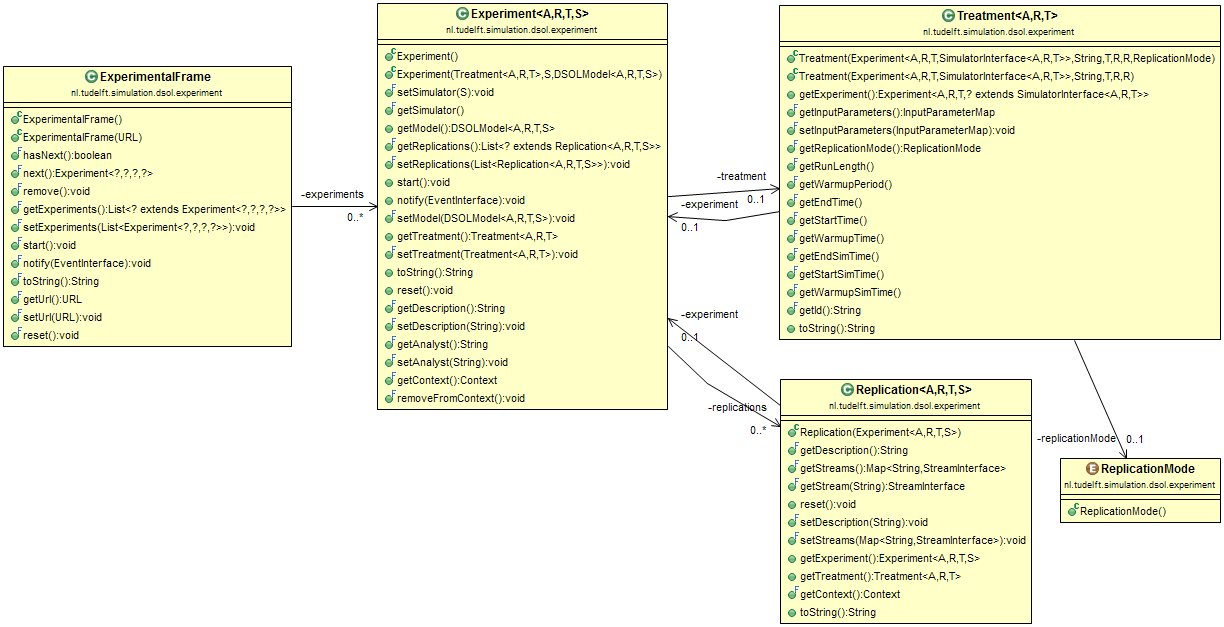 ExperimentalFrame
nl.tudelft.simulation.dsol.experiment
ExperimentalFrame()
ExperimentalFrame(URL)
hasNext():boolean
next():Experiment<?,?,?,?>
remove():void
getExperiments():List<? extends Experiment<?,?,?,?>>
setExperiments(List<Experiment<?,?,?,?>>):void
start():void
notify(EventInterface):void
toString():String
getUrl():URL
setUrl(URL):void
reset():void
-experiments
0..*
Experiment<A,R,T,S>
nl.tudelft.simulation.dsol.experiment
Experiment()
Experiment(Treatment<A,R,T>,S,DSOLModel<A,R,T,S>)
setSimulator(S):void
getSimulator()
getModel():DSOLModel<A,R,T,S>
getReplications():List<? extends Replication<A,R,T,S>>
setReplications(List<Replication<A,R,T,S>>):void
start():void
notify(EventInterface):void
setModel(DSOLModel<A,R,T,S>):void
getTreatment():Treatment<A,R,T>
setTreatment(Treatment<A,R,T>):void
toString():String
reset():void
getDescription():String
setDescription(String):void
getAnalyst():String
setAnalyst(String):void
getContext():Context
removeFromContext():void
-treatment
0..1
-experiment
0..1
-experiment
0..1
-replications
0..*
Treatment<A,R,T>
nl.tudelft.simulation.dsol.experiment
Treatment(Experiment<A,R,T,SimulatorInterface<A,R,T>>,String,T,R,R,ReplicationMode)
Treatment(Experiment<A,R,T,SimulatorInterface<A,R,T>>,String,T,R,R)
getExperiment():Experiment<A,R,T,? extends SimulatorInterface<A,R,T>>
getInputParameters():InputParameterMap
setInputParameters(InputParameterMap):void
getReplicationMode():ReplicationMode
getRunLength()
getWarmupPeriod()
getEndTime()
getStartTime()
getWarmupTime()
getEndSimTime()
getStartSimTime()
getWarmupSimTime()
getId():String
toString():String
Replication<A,R,T,S>
nl.tudelft.simulation.dsol.experiment
Replication(Experiment<A,R,T,S>)
getDescription():String
getStreams():Map<String,StreamInterface>
getStream(String):StreamInterface
reset():void
setDescription(String):void
setStreams(Map<String,StreamInterface>):void
getExperiment():Experiment<A,R,T,S>
getTreatment():Treatment<A,R,T>
getContext():Context
toString():String
-replicationMode
0..1
ReplicationMode
nl.tudelft.simulation.dsol.experiment
ReplicationMode()